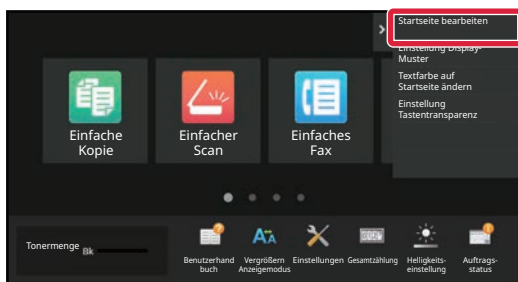 Startseite bearbeiten
Einstellung Display-
Muster
Textfarbe auf
Startseite ändern
Einstellung
Tastentransparenz
Einfache
Kopie
Einfacher
Scan
Einfaches
Fax
Tonermenge
Bk
Benutzerhand
buch
Vergrößern
Anzeigemodus
Einstellungen
Gesamtzählung
Helligkeits-
einstellung
Auftrags-
status